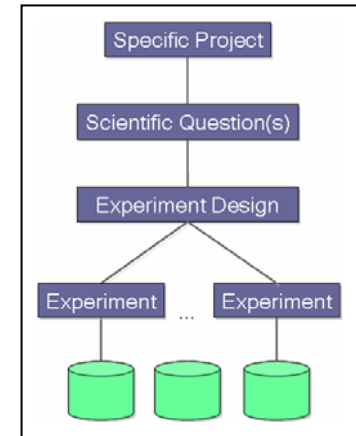 Specific Project
Scientific Question(s)
Experiment Design
Experiment ... Experiment